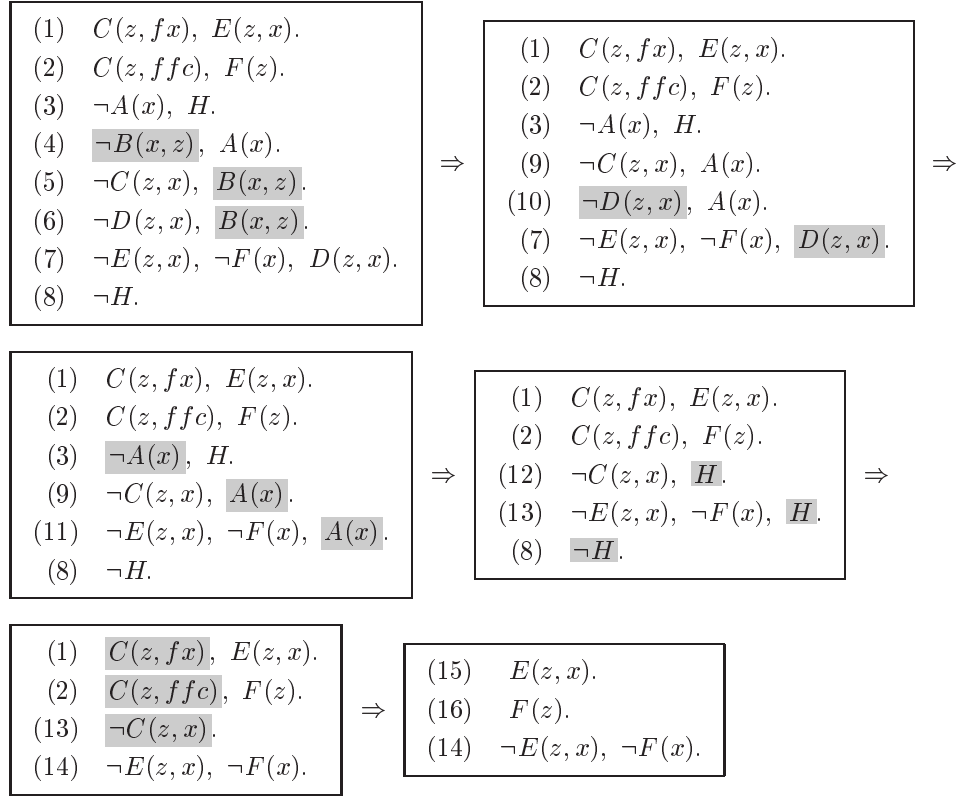 (1) C(z, fx), E(z, x).
(2) C(z, ffc), F(z).
(3) ¬A(x), H.
(4) ¬B(x, z), A(x).
(5) ¬C(z, x), B(x, z).
(6) ¬D(z, x), B(x, z).
(7) ¬E(z, x), ¬F(x), D(z, x).
(8) ¬H.
⇒
(1) C(z, fx), E(z, x).
(2) C(z, ffc), F(z).
(3) ¬A(x), H.
(9) ¬C(z, x), A(x).
(10) ¬D(z, x), A(x).
(7) ¬E(z, x), ¬F(x), D(z, x).
(8) ¬H.
⇒
(1) C(z, fx), E(z, x).
(2) C(z, ffc), F(z).
(3) ¬A(x), H.
(9) ¬C(z, x), A(x).
(11) ¬E(z, x), ¬F(x), A(x).
(8) ¬H.
⇒
(1) C(z, fx), E(z, x).
(2) C(z, ffc), F(z).
(12) ¬C(z, x), H.
(13) ¬E(z, x), ¬F(x), H.
(8) ¬H.
⇒
(1) C(z, fx), E(z, x).
(2) C(z, ffc), F(z).
(13) ¬C(z, x).
(14) ¬E(z, x), ¬F(x).
⇒
(15) E(z, x).
(16) F(z).
(14) ¬E(z, x), ¬F(x).